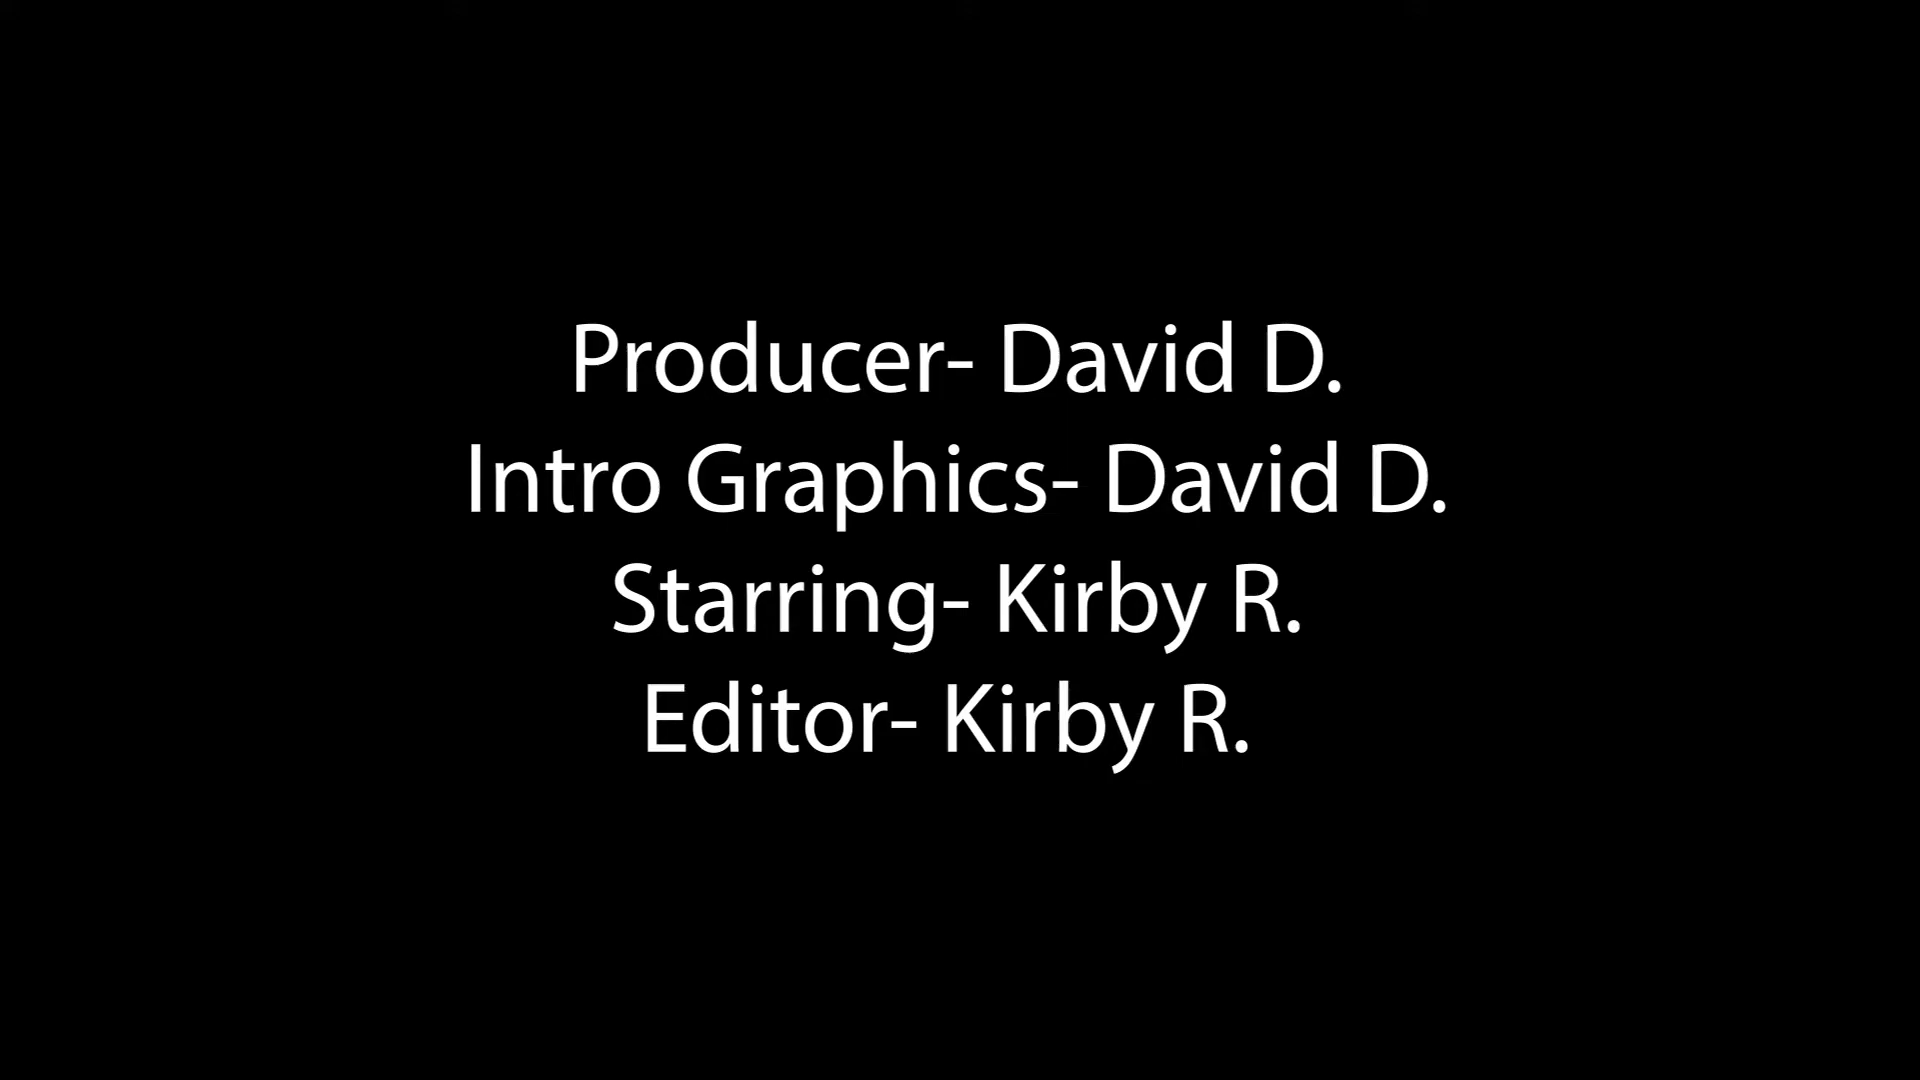 Producer- David D.
Intro Graphics- David D.
Starring- Kirby R.
Editor- Kirby R.